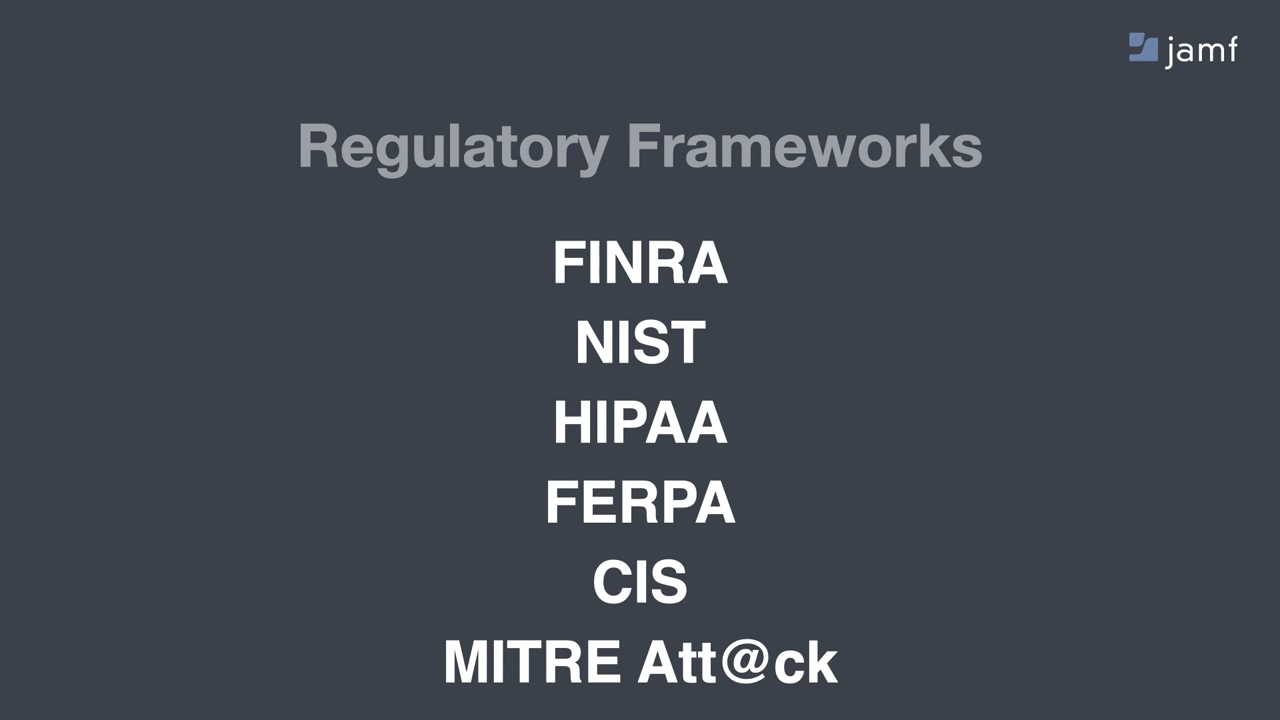 jamf
Regulatory Frameworks
FINRA
NIST
HIPAA
FERPA
CIS
MITRE Att@ck